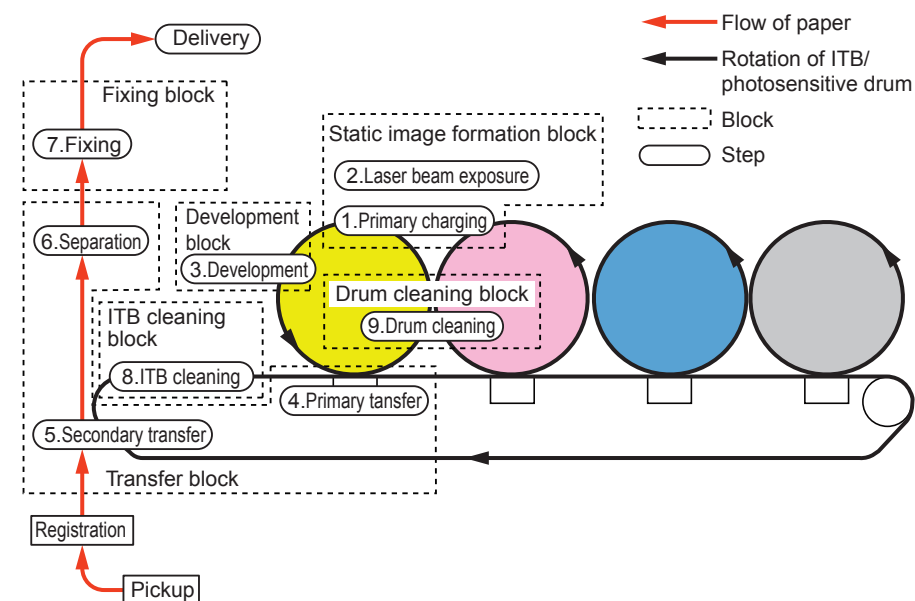 Delivery
Flow of paper
Rotation of ITB/
photosensitive drum
Block
Step
Fixing block
7.Fixing
Static image formation block
2.Laser beam exposure
1.Primary charging
Development
block
3.Development
6.Separation
Drum cleaning block
9.Drum cleaning
ITB cleaning
block
8.ITB cleaning
4.Primary tansfer
5.Secondary transfer
Transfer block
Registration
Pickup